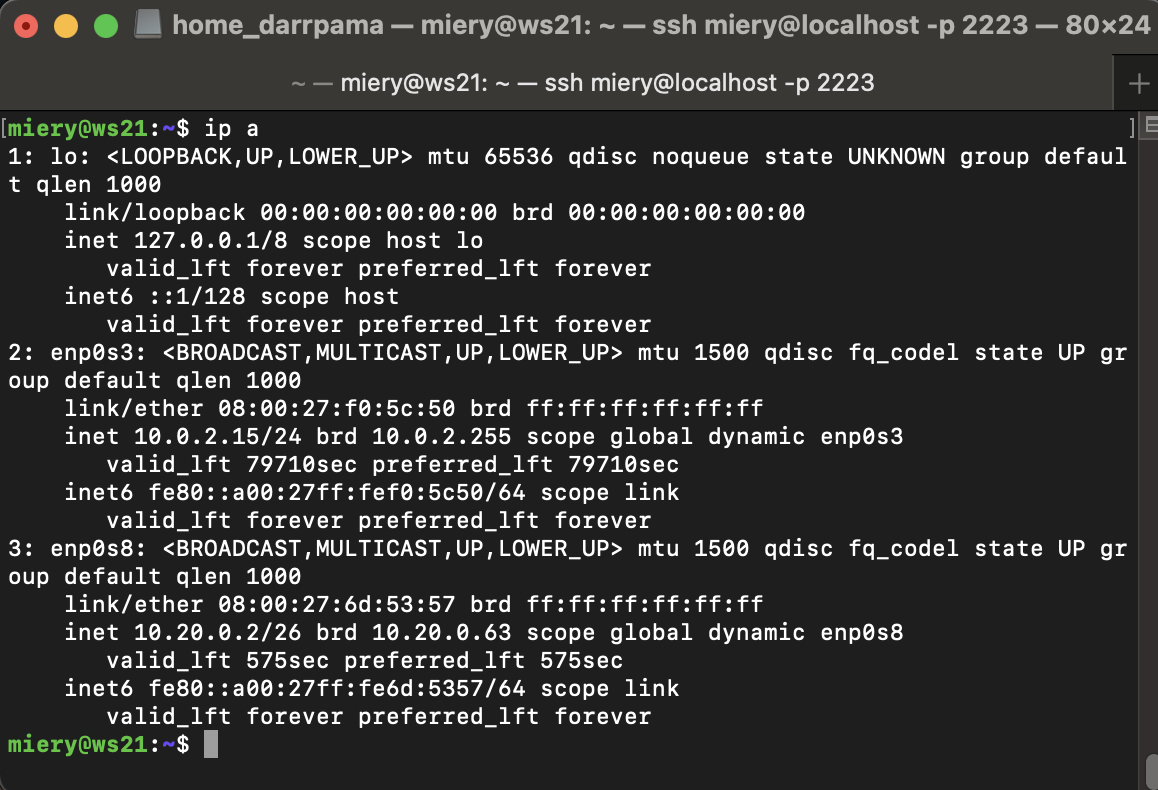 home_darrpama — miery@ws21: ~ — ssh miery@localhost -p 2223 — 80×24
~ — miery@ws21: ~ — ssh miery@localhost -p 2223
[miery@ws21:~$ ip a ]
1: lo: <LOOPBACK,UP,LOWER_UP> mtu 65536 qdisc noqueue state UNKNOWN group defaul
t qlen 1000
    link/loopback 00:00:00:00:00:00 brd 00:00:00:00:00:00
    inet 127.0.0.1/8 scope host lo
       valid_lft forever preferred_lft forever
    inet6 ::1/128 scope host
       valid_lft forever preferred_lft forever
2: enp0s3: <BROADCAST,MULTICAST,UP,LOWER_UP> mtu 1500 qdisc fq_codel state UP gr
oup default qlen 1000
    link/ether 08:00:27:f0:5c:50 brd ff:ff:ff:ff:ff:ff
    inet 10.0.2.15/24 brd 10.0.2.255 scope global dynamic enp0s3
       valid_lft 79710sec preferred_lft 79710sec
    inet6 fe80::a00:27ff:fef0:5c50/64 scope link
       valid_lft forever preferred_lft forever
3: enp0s8: <BROADCAST,MULTICAST,UP,LOWER_UP> mtu 1500 qdisc fq_codel state UP gr
oup default qlen 1000
    link/ether 08:00:27:6d:53:57 brd ff:ff:ff:ff:ff:ff
    inet 10.20.0.2/26 brd 10.20.0.63 scope global dynamic enp0s8
       valid_lft 575sec preferred_lft 575sec
    inet6 fe80::a00:27ff:fe6d:5357/64 scope link
       valid_lft forever preferred_lft forever
miery@ws21:~$